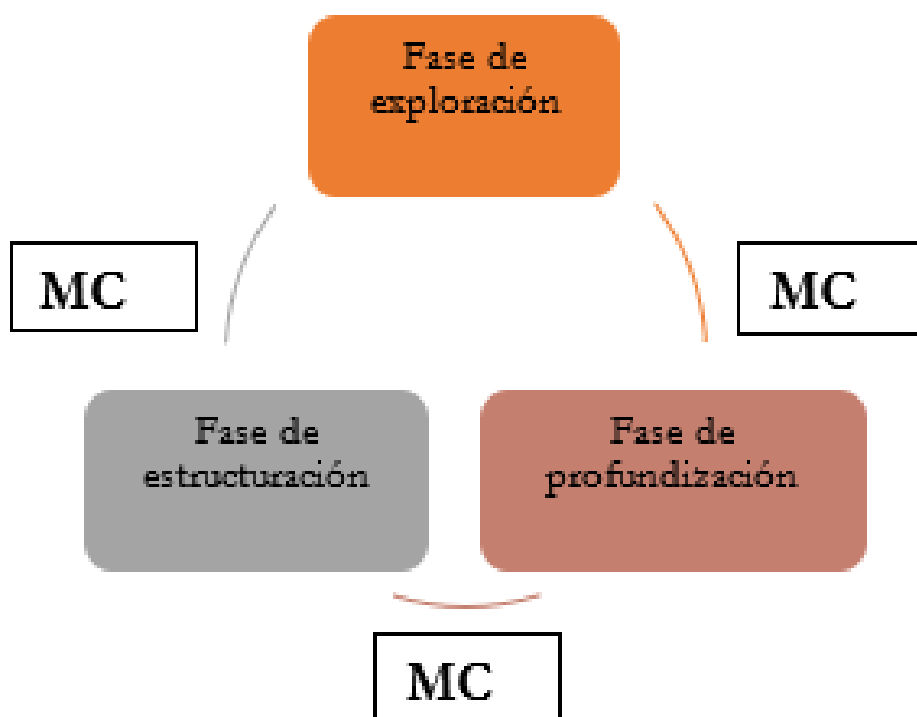 Fase de
exploración
MC
MC
Fase de
estructuración
Fase de
profundización
MC